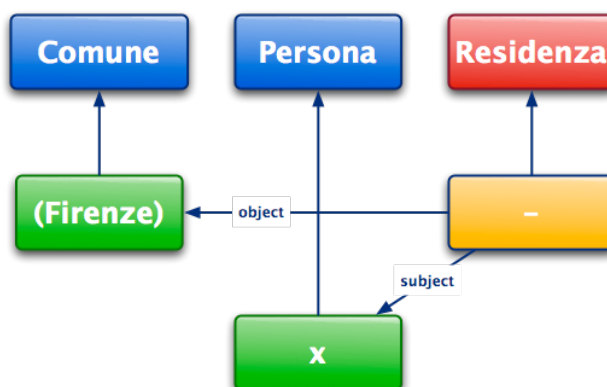 Comune
Persona
Residenza
(Firenze)
object
–
subject
x